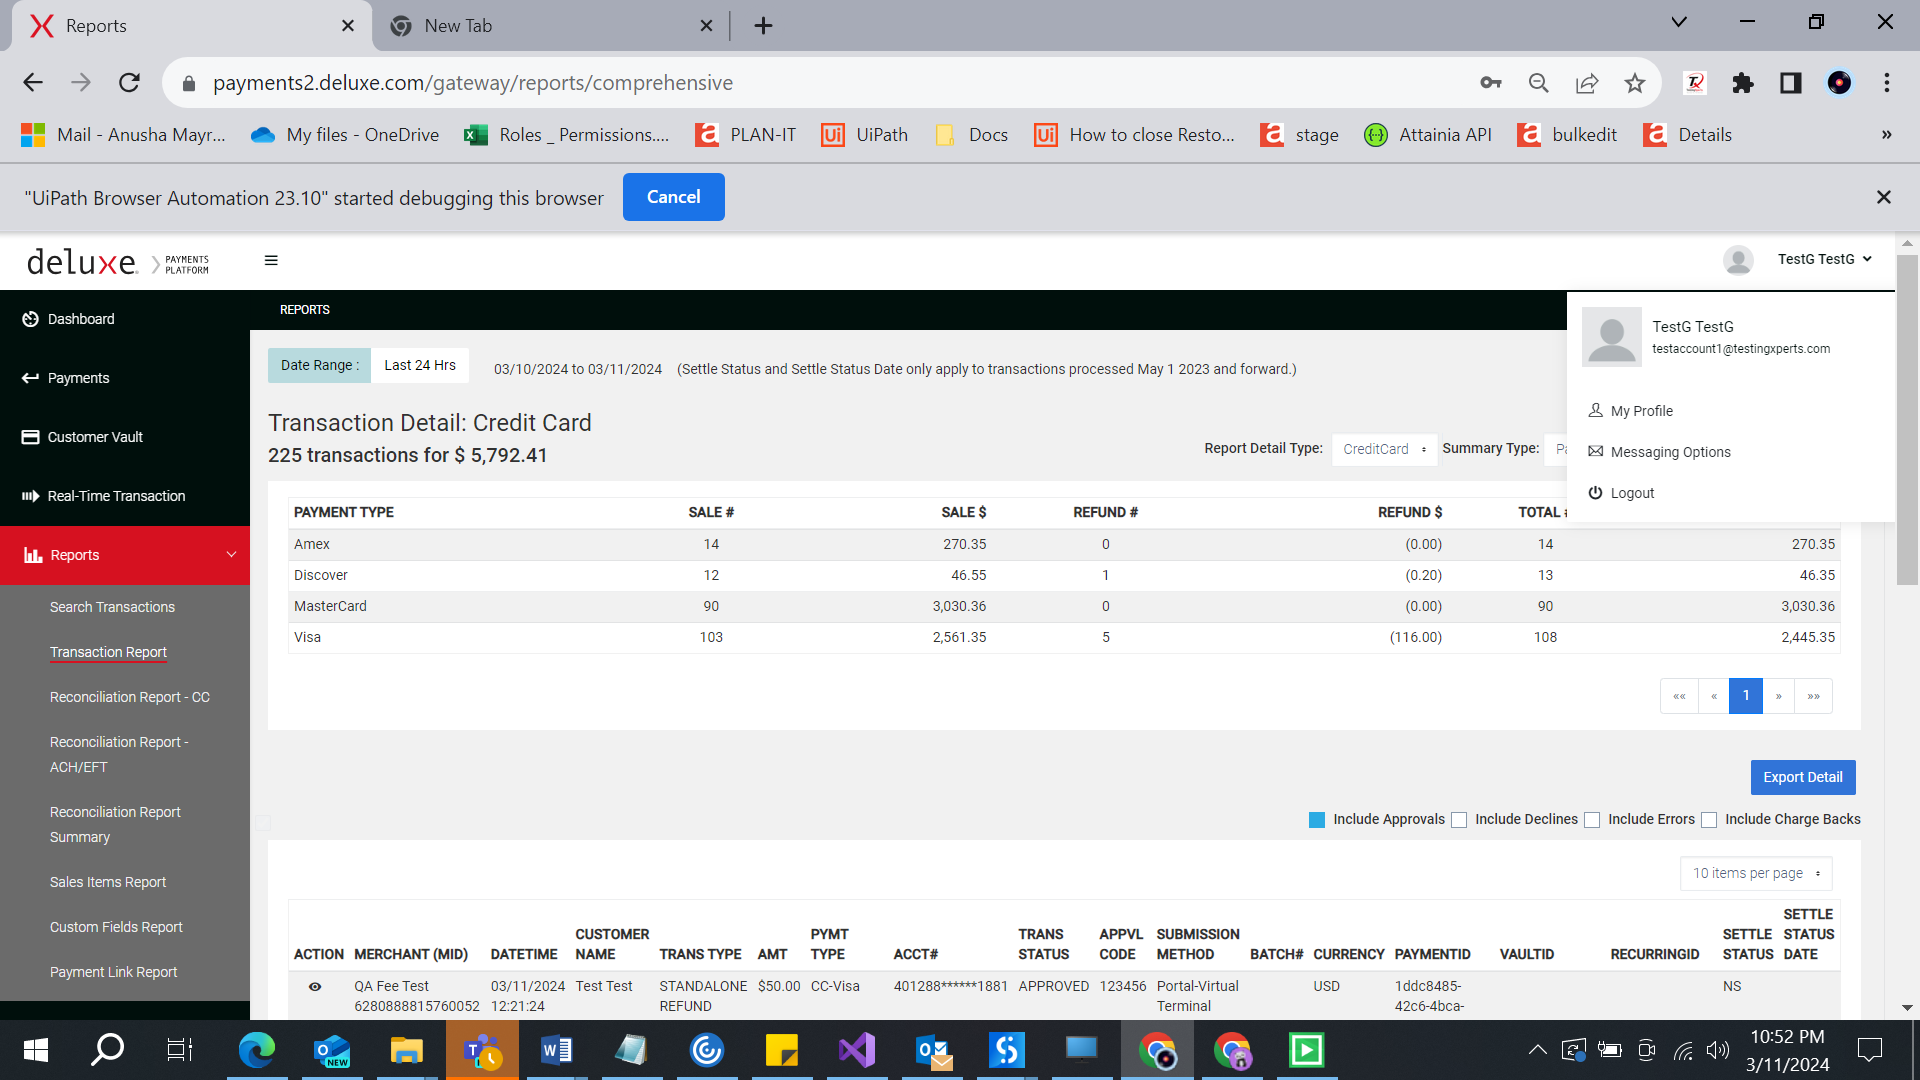 Reports
New Tab
payments2.deluxe.com/gateway/reports/comprehensive
Mail - Anusha Mayr...
My files - OneDrive
Roles _ Permissions....
PLAN-IT
UiPath
Docs
How to close Resto...
stage
Attainia API
bulkedit
Details
»
"UiPath Browser Automation 23.10" started debugging this browser
Cancel
deluxe. PAYMENTS PLATFORM
TestG TestG
Dashboard
Payments
Customer Vault
Real-Time Transaction
Reports
Search Transactions
Transaction Report
Reconciliation Report - CC
Reconciliation Report -
ACH/EFT
Reconciliation Report
Summary
Sales Items Report
Custom Fields Report
Payment Link Report
REPORTS
TestG TestG
testaccount1@testingxperts.com
My Profile
Messaging Options
Logout
Date Range : Last 24 Hrs 03/10/2024 to 03/11/2024 (Settle Status and Settle Status Date only apply to transactions processed May 1 2023 and forward.)
Transaction Detail: Credit Card
225 transactions for $ 5,792.41
Report Detail Type: CreditCard Summary Type:
PAYMENT TYPE SALE # SALE $ REFUND # REFUND $ TOTAL
Amex 14 270.35 0 (0.00) 14 270.35
Discover 12 46.55 1 (0.20) 13 46.35
MasterCard 90 3,030.36 0 (0.00) 90 3,030.36
Visa 103 2,561.35 5 (116.00) 108 2,445.35
«« « 1 » »»
Export Detail
Include Approvals Include Declines Include Errors Include Charge Backs
10 items per page
ACTION MERCHANT (MID) DATETIME CUSTOMER NAME TRANS TYPE AMT PYMT TYPE ACCT# TRANS STATUS APPVL CODE SUBMISSION METHOD BATCH# CURRENCY PAYMENTID VAULTID RECURRINGID SETTLE STATUS SETTLE STATUS DATE
QA Fee Test 03/11/2024 Test Test STANDALONE $50.00 CC-Visa 401288******1881 APPROVED 123456 Portal-Virtual USD 1ddc8485- NS
6280888815760052 12:21:24 REFUND Terminal 42c6-4bca-
NEW
10:52 PM
3/11/2024